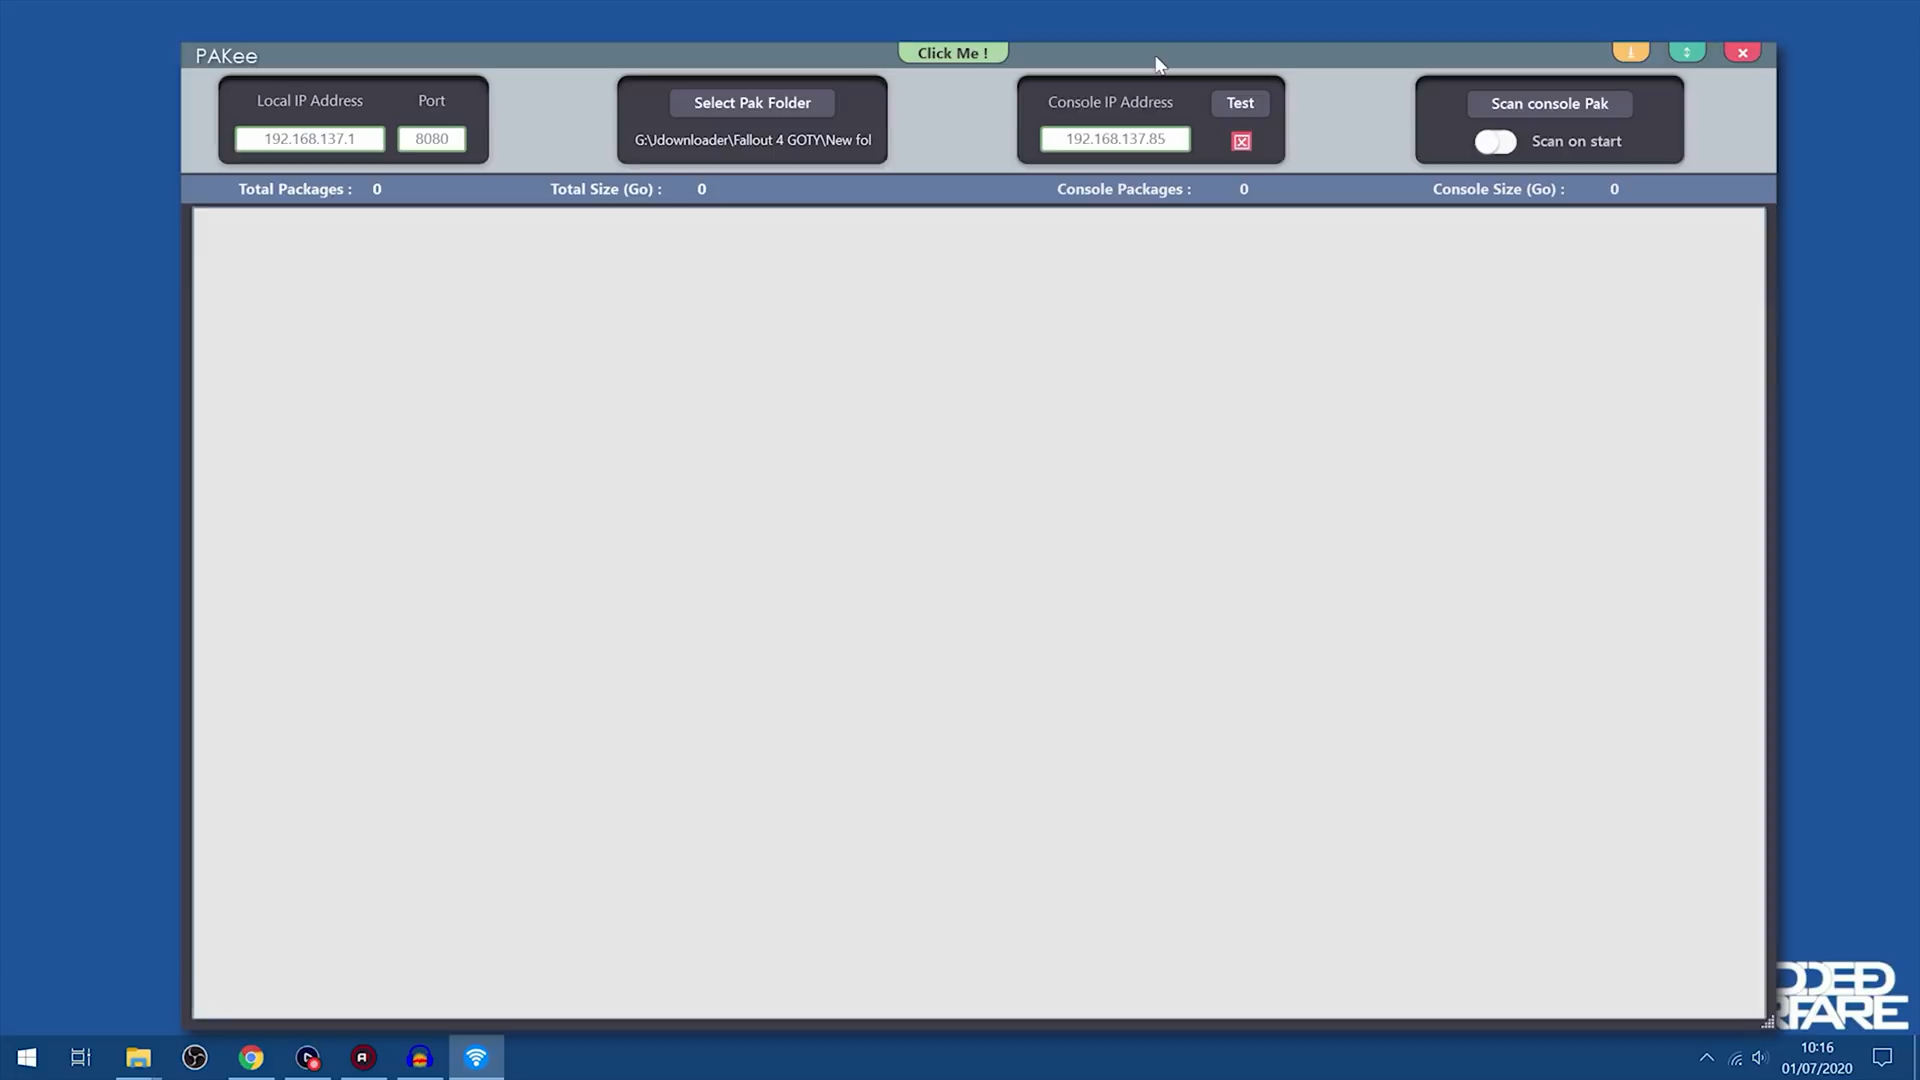 PAKee
Click Me !
Local IP Address
Port
192.168.137.1
8080
Select Pak Folder
G:\Jdownloader\Fallout 4 GOTY\New fol
Console IP Address
Test
192.168.137.85
Scan console Pak
Scan on start
Total Packages : 0
Total Size (Go) : 0
Console Packages : 0
Console Size (Go) : 0
10:16
01/07/2020